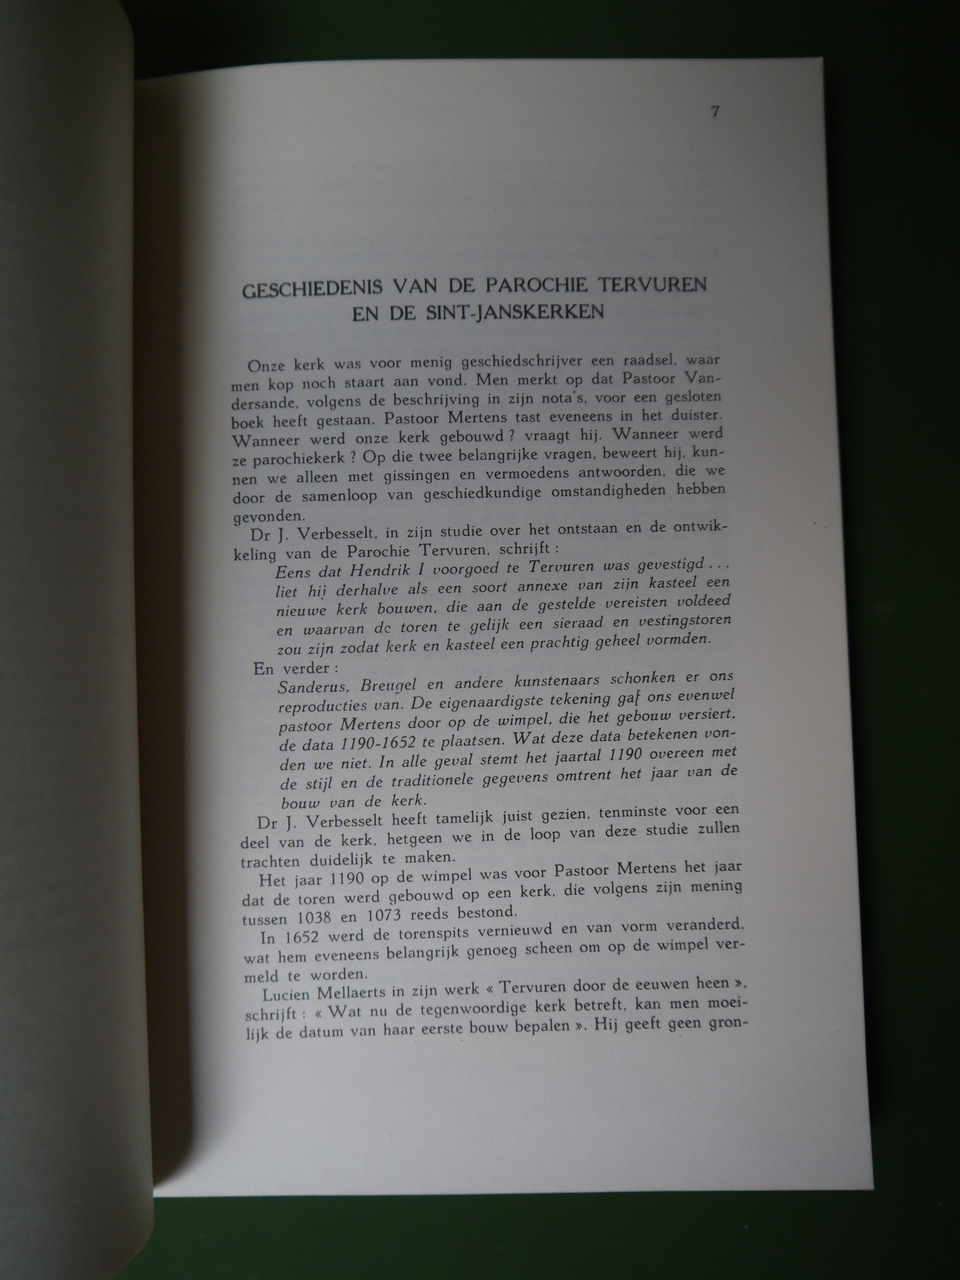 7
GESCHIEDENIS VAN DE PAROCHIE TERVUREN
EN DE SINT-JANSKERKEN
Onze kerk was voor menig geschiedschrijver een raadsel, waar
men kop noch staart aan vond. Men merkt op dat Pastoor Van-
dersande, volgens de beschrijving in zijn nota's, voor een gesloten
boek heeft gestaan. Pastoor Mertens tast eveneens in het duister.
Wanneer werd onze kerk gebouwd ? vraagt hij. Wanneer werd
ze parochiekerk ? Op die twee belangrijke vragen, beweert hij, kun-
nen we alleen met gissingen en vermoedens antwoorden, die we
door de samenloop van geschiedkundige omstandigheden hebben
gevonden.
Dr J. Verbesselt, in zijn studie over het ontstaan en de ontwik-
keling van de Parochie Tervuren, schrijft :
Eens dat Hendrik I voorgoed te Tervuren was gevestigd ...
liet hij derhalve als een soort annexe van zijn kasteel een
nieuwe kerk bouwen, die aan de gestelde vereisten voldeed
en waarvan de toren te gelijk een sieraad en vestingstoren
zou zijn zodat kerk en kasteel een prachtig geheel vormden.
En verder :
Sanderus, Breugel en andere kunstenaars schonken er ons
reproducties van. De eigenaardigste tekening gaf ons evenwel
pastoor Mertens door op de wimpel, die het gebouw versiert,
de data 1190-1652 te plaatsen. Wat deze data betekenen von-
den we niet. In alle geval stemt het jaartal 1190 overeen met
de stijl en de traditionele gegevens omtrent het jaar van de
bouw van de kerk.
Dr J. Verbesselt heeft tamelijk juist gezien, tenminste voor een
deel van de kerk, hetgeen we in de loop van deze studie zullen
trachten duidelijk te maken.
Het jaar 1190 op de wimpel was voor Pastoor Mertens het jaar
dat de toren werd gebouwd op een kerk, die volgens zijn mening
tussen 1038 en 1073 reeds bestond.
In 1652 werd de torenspits vernieuwd en van vorm veranderd,
wat hem eveneens belangrijk genoeg scheen om op de wimpel ver-
meld te worden.
Lucien Mellaerts in zijn werk « Tervuren door de eeuwen heen »,
schrijft : « Wat nu de tegenwoordige kerk betreft, kan men moei-
lijk de datum van haar eerste bouw bepalen ». Hij geeft geen gron-